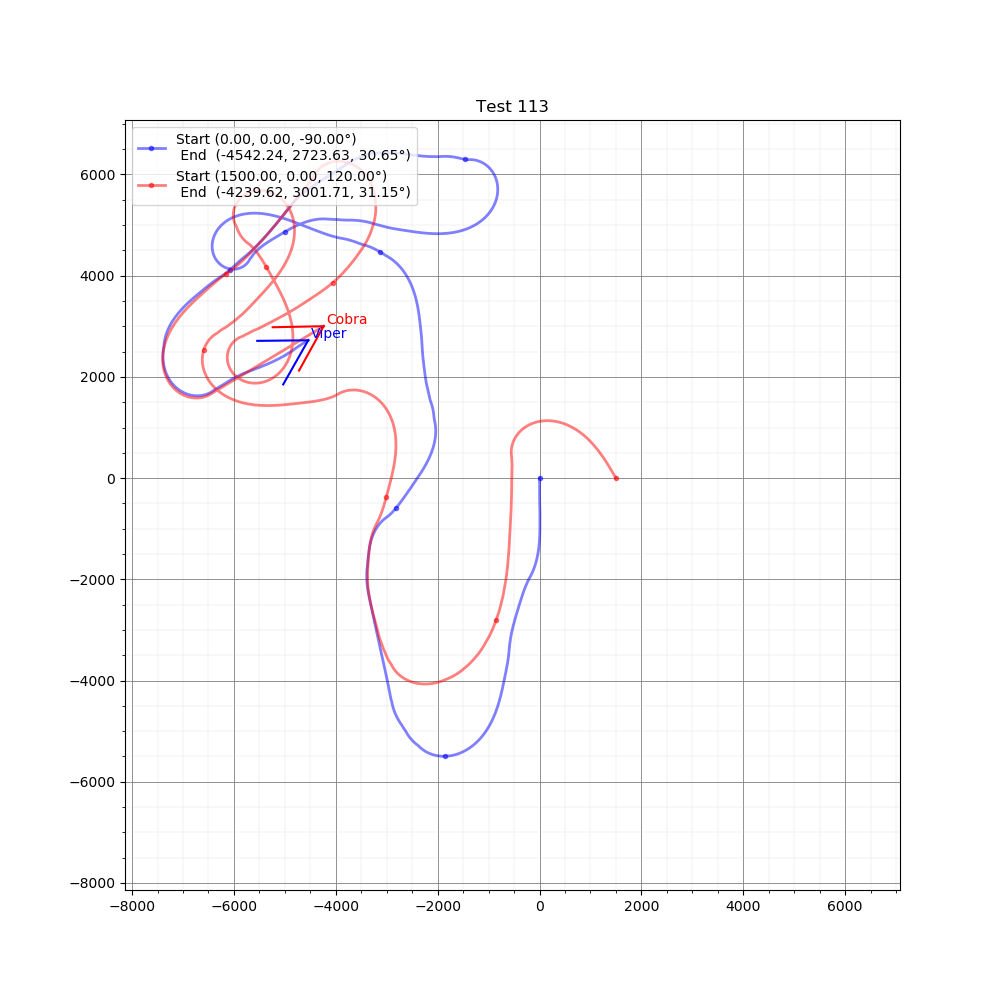 Test 113
Start (0.00, 0.00, -90.00°)
End (-4542.24, 2723.63, 30.65°)
Start (1500.00, 0.00, 120.00°)
End (-4239.62, 3001.71, 31.15°)
Cobra
Viper
6000
4000
2000
0
−2000
−4000
−6000
−8000
−8000 −6000 −4000 −2000 0 2000 4000 6000